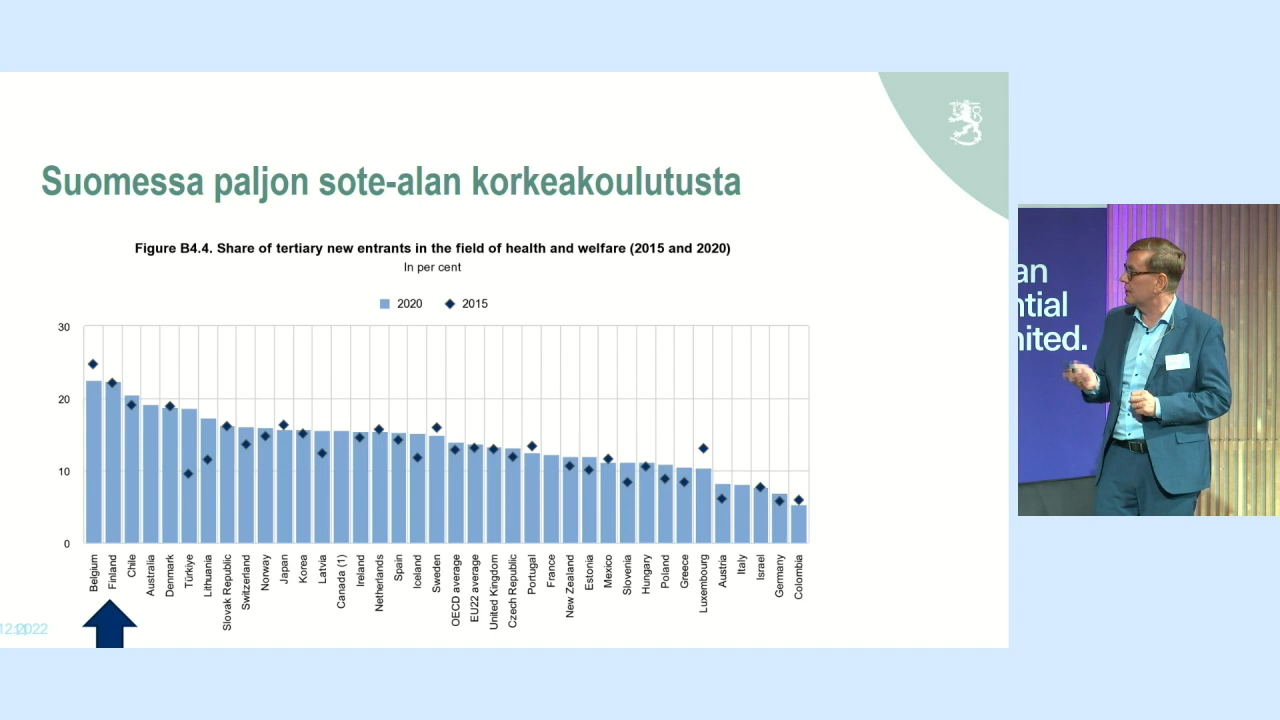 Suomessa paljon sote-alan korkeakoulutusta
Figure B4.4. Share of tertiary new entrants in the field of health and welfare (2015 and 2020)
In per cent
2020
2015
30
20
10
0
Belgium
Finland
Chile
Australia
Denmark
Türkiye
Lithuania
Slovak Republic
Switzerland
Norway
Japan
Korea
Latvia
Canada (1)
Ireland
Netherlands
Spain
Iceland
Sweden
OECD average
EU22 average
United Kingdom
Czech Republic
Portugal
France
New Zealand
Estonia
Mexico
Slovenia
Hungary
Poland
Greece
Luxembourg
Austria
Italy
Israel
Germany
Colombia
2022
an
ntial
nited.